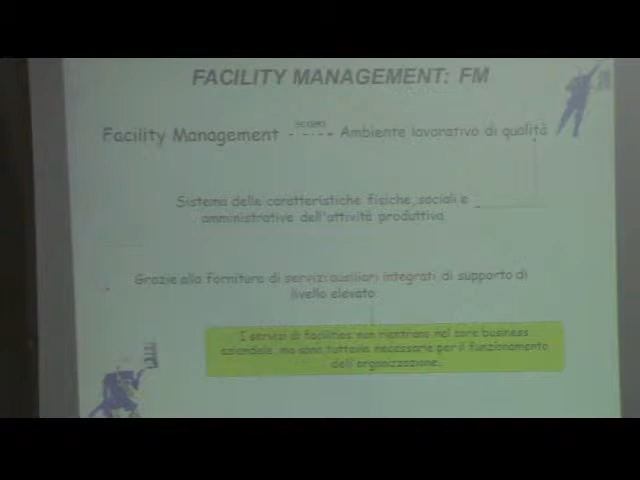 FACILITY MANAGEMENT: FM
Facility Management scopo Ambiente lavorativo di qualità
Sistema delle caratteristiche fisiche, sociali e
amministrative dell'attività produttiva
Grazie alla fornitura di servizi ausiliari integrati di supporto di
livello elevato
I servizi di facilities non rientrano nel core business
aziendale ma sono tuttavia necessarie per il funzionamento
dell'organizzazione.